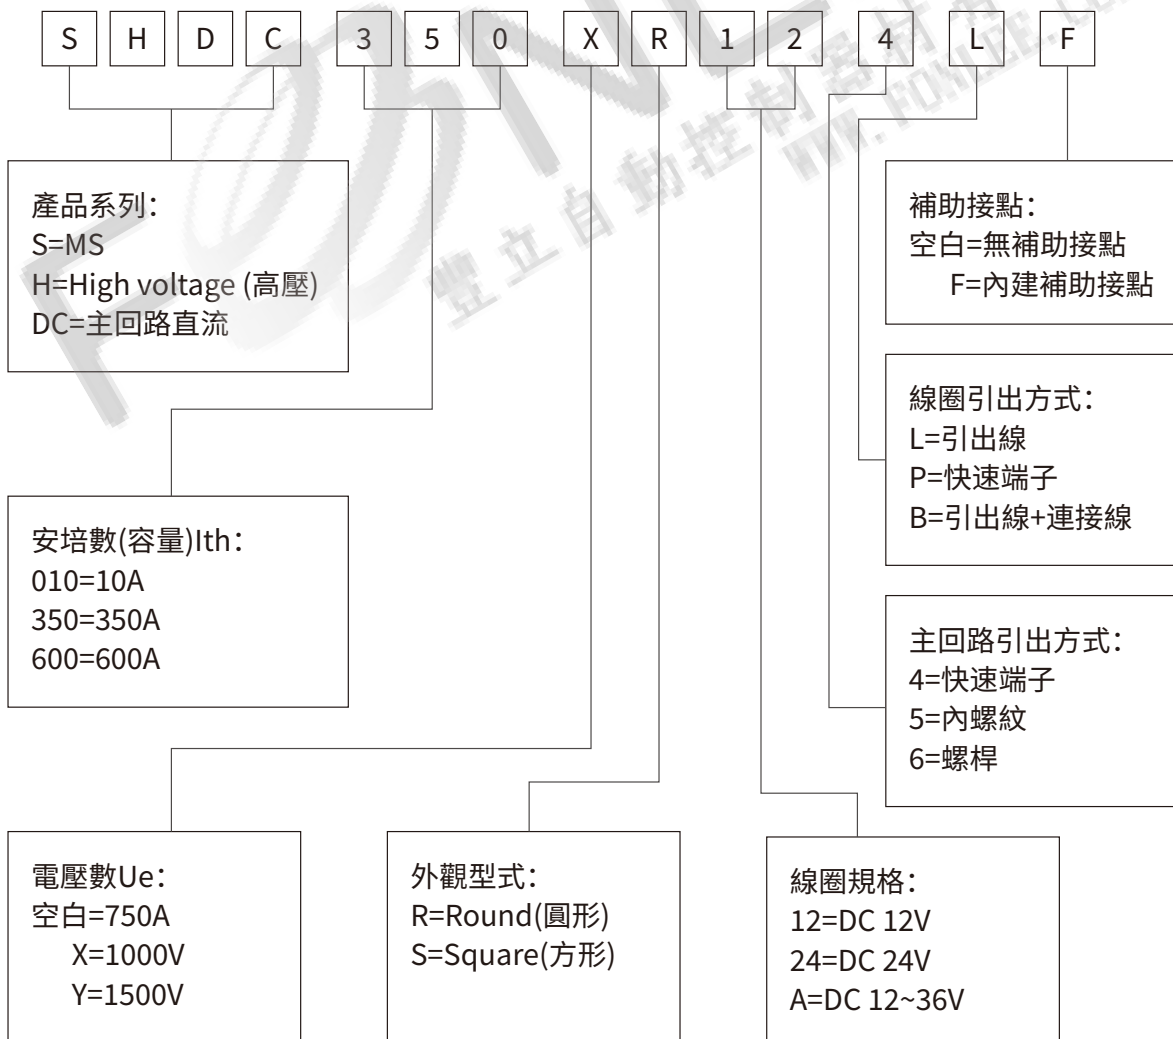 S H D C 3 5 0 X R 1 2 4 L F
產品系列：
S=MS
H=High voltage (高壓)
DC=主回路直流
補助接點：
空白=無補助接點
F=內建補助接點
線圈引出方式：
L=引出線
P=快速端子
B=引出線+連接線
安培數(容量)Ith：
010=10A
350=350A
600=600A
主回路引出方式：
4=快速端子
5=內螺紋
6=螺桿
電壓數Ue：
空白=750A
X=1000V
Y=1500V
外觀型式：
R=Round(圓形)
S=Square(方形)
線圈規格：
12=DC 12V
24=DC 24V
A=DC 12~36V
豐立自動控制